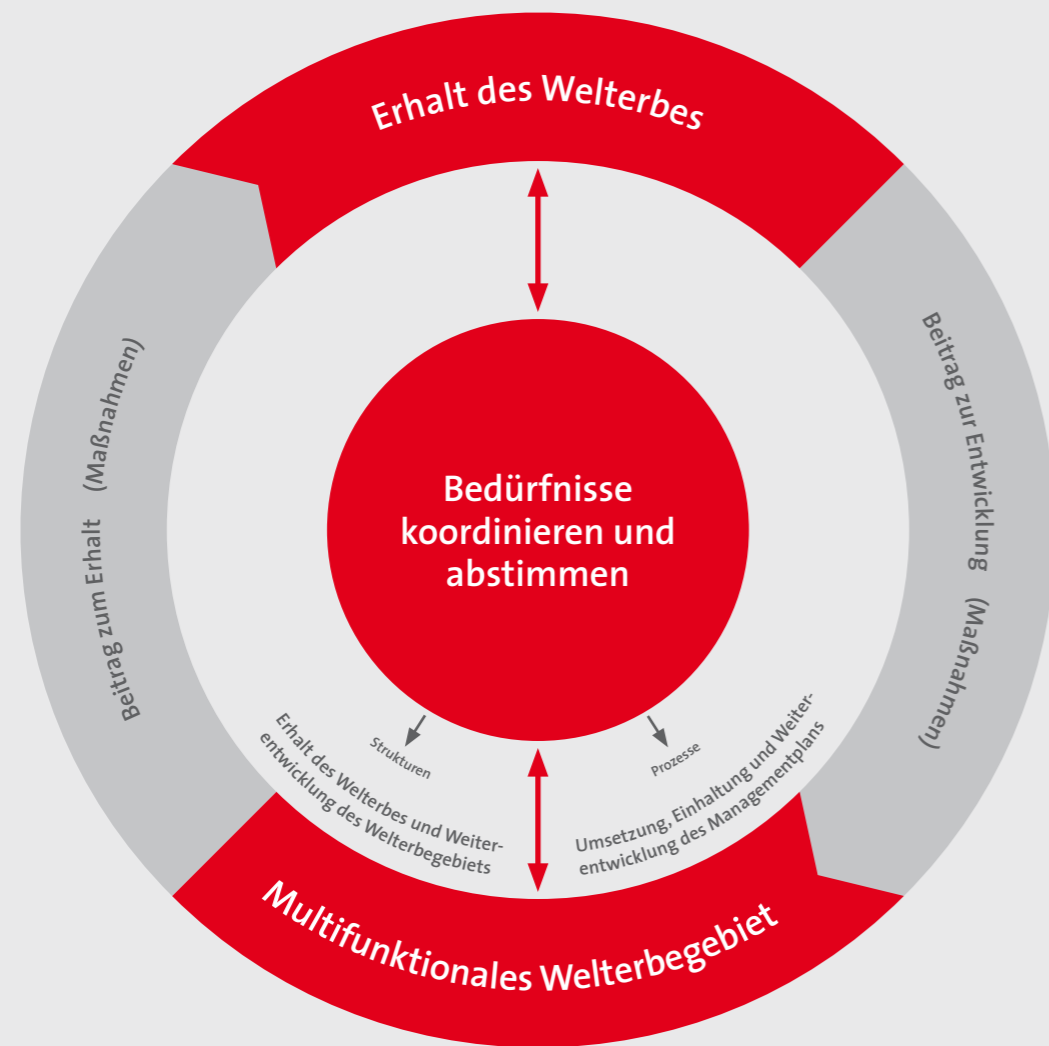 Erhalt des Welterbes
Beitrag zum Erhalt (Maßnahmen)
Beitrag zur Entwicklung (Maßnahmen)
Bedürfnisse
koordinieren und
abstimmen
Strukturen
Erhalt des Welterbes und Weiter-
entwicklung des Welterbegebiets
Prozesse
Umsetzung, Einhaltung und Weiter-
entwicklung des Managementplans
Multifunktionales Welterbegebiet